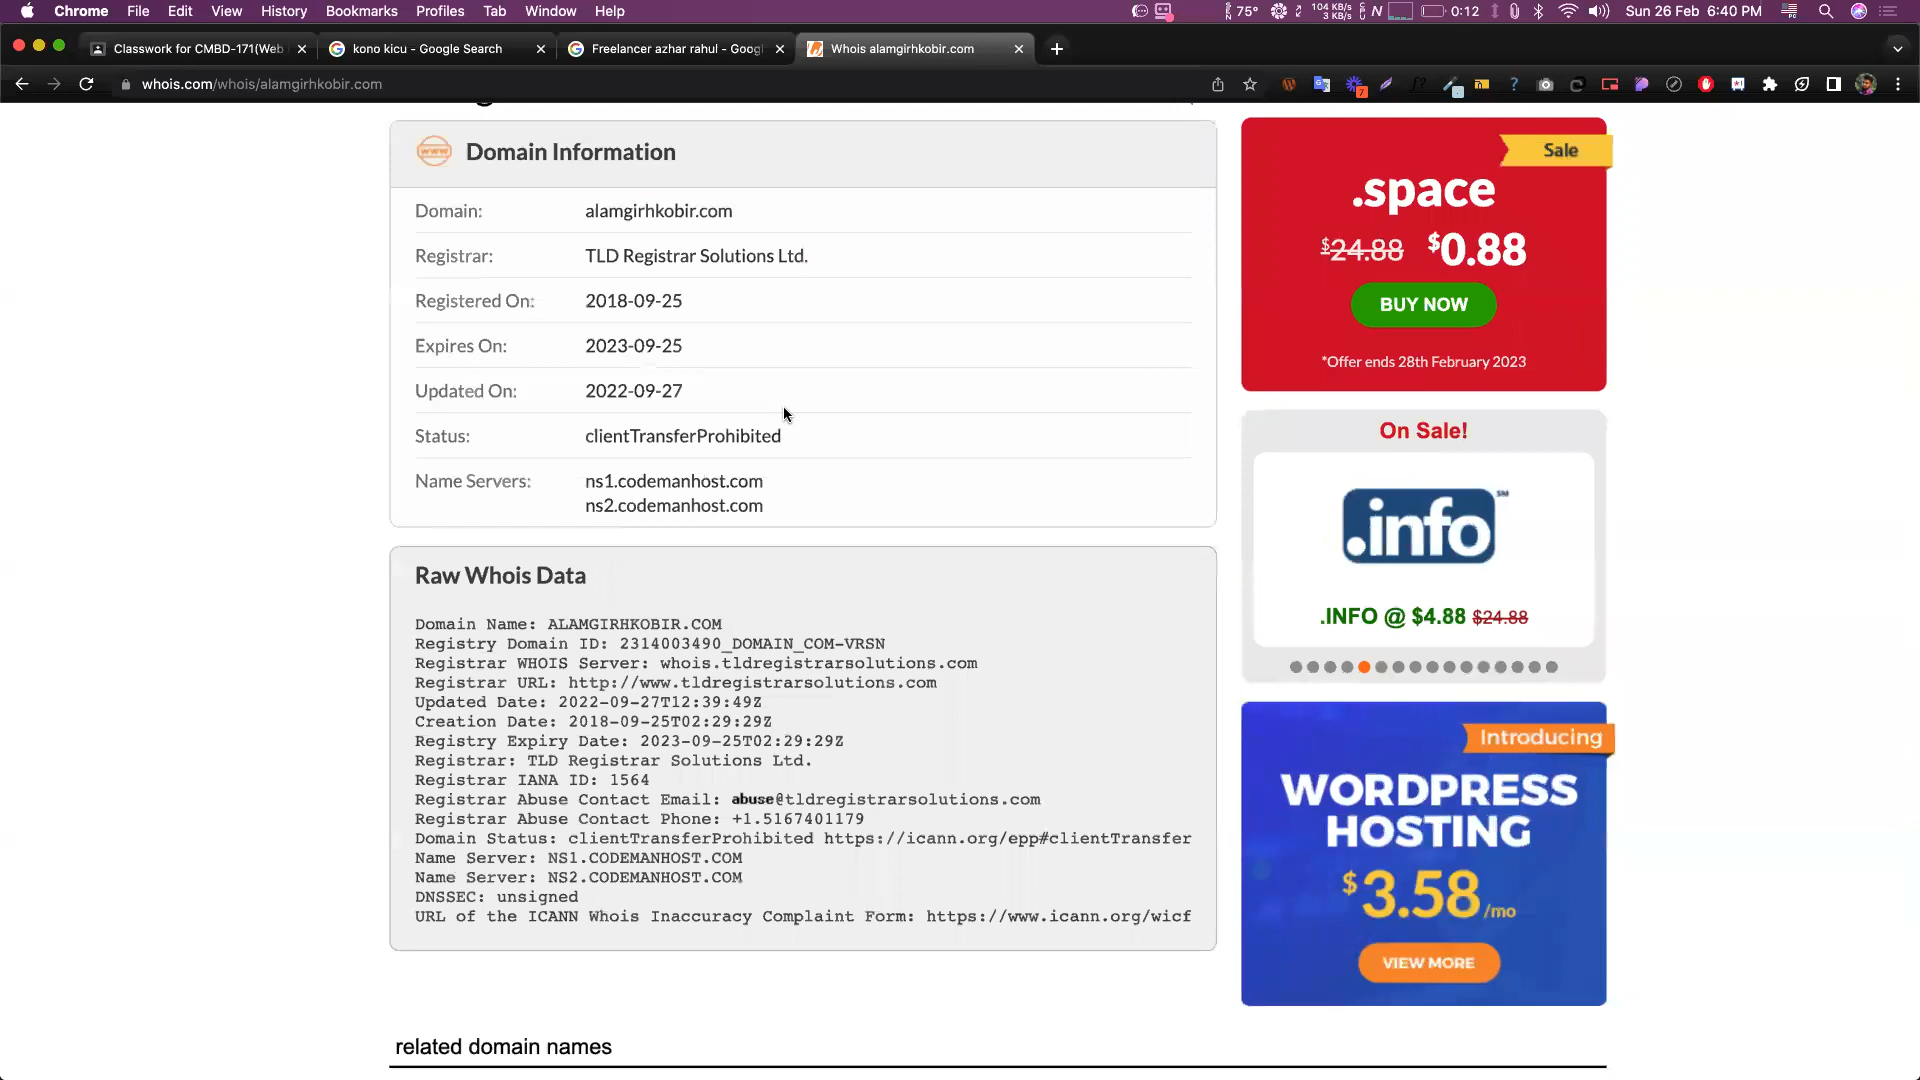 Chrome File Edit View History Bookmarks Profiles Tab Window Help 75° 104 KB/s 3 KB/s N 0:12 Sun 26 Feb 6:40 PM
Classwork for CMBD-171(Web
kono kicu - Google Search
Freelancer azhar rahul - Goog
Whois alamgirhkobir.com
whois.com/whois/alamgirhkobir.com
7
Domain Information
Domain: alamgirhkobir.com
Registrar: TLD Registrar Solutions Ltd.
Registered On: 2018-09-25
Expires On: 2023-09-25
Updated On: 2022-09-27
Status: clientTransferProhibited
Name Servers: ns1.codemanhost.com
ns2.codemanhost.com
Raw Whois Data
Domain Name: ALAMGIRHKOBIR.COM
Registry Domain ID: 2314003490_DOMAIN_COM-VRSN
Registrar WHOIS Server: whois.tldregistrarsolutions.com
Registrar URL: http://www.tldregistrarsolutions.com
Updated Date: 2022-09-27T12:39:49Z
Creation Date: 2018-09-25T02:29:29Z
Registry Expiry Date: 2023-09-25T02:29:29Z
Registrar: TLD Registrar Solutions Ltd.
Registrar IANA ID: 1564
Registrar Abuse Contact Email: abuse@tldregistrarsolutions.com
Registrar Abuse Contact Phone: +1.5167401179
Domain Status: clientTransferProhibited https://icann.org/epp#clientTransfer
Name Server: NS1.CODEMANHOST.COM
Name Server: NS2.CODEMANHOST.COM
DNSSEC: unsigned
URL of the ICANN Whois Inaccuracy Complaint Form: https://www.icann.org/wicf
related domain names
Sale
.space
$24.88 $0.88
BUY NOW
*Offer ends 28th February 2023
On Sale!
.info℠
.INFO @ $4.88 $24.88
Introducing
WORDPRESS
HOSTING
$3.58/mo
VIEW MORE